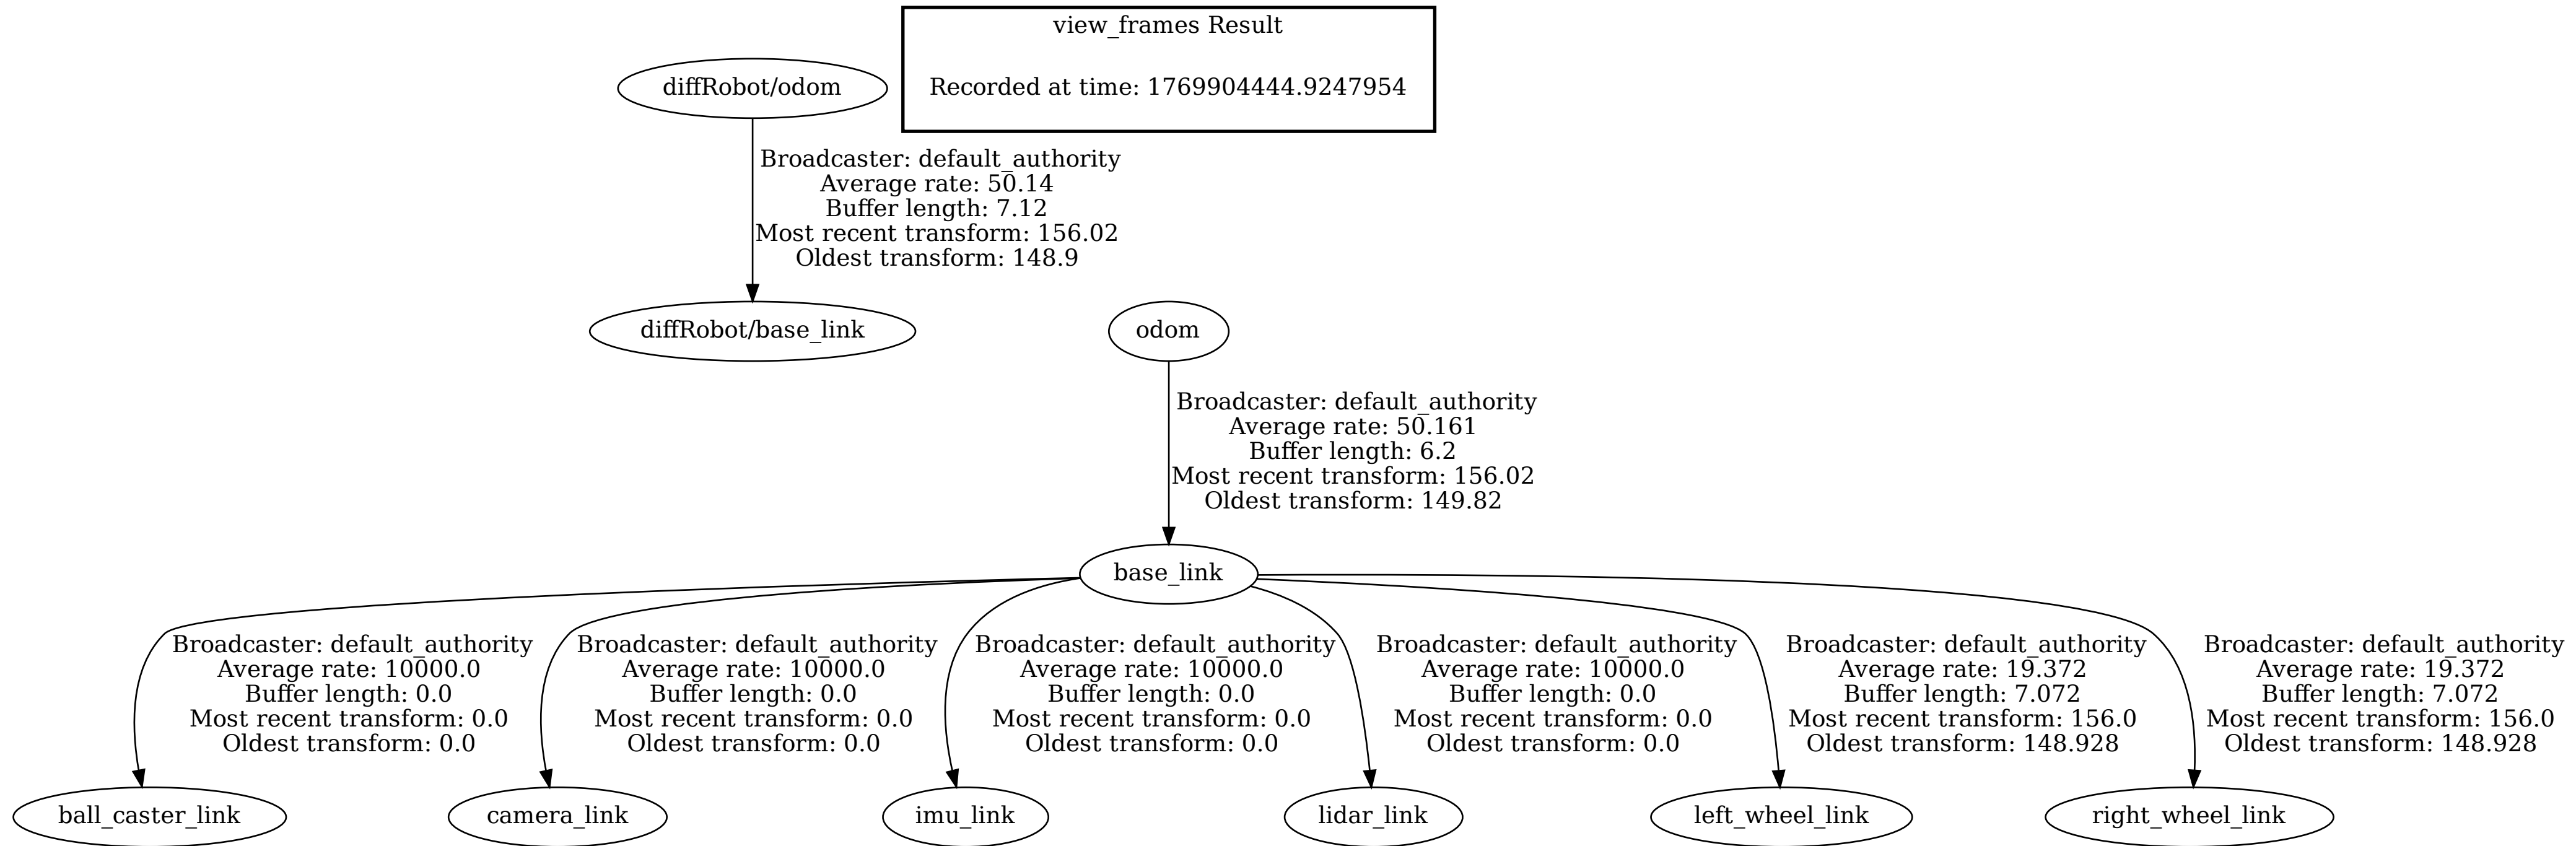 view_frames Result
Recorded at time: 1769904444.9247954
diffRobot/odom
Broadcaster: default_authority
Average rate: 50.14
Buffer length: 7.12
Most recent transform: 156.02
Oldest transform: 148.9
diffRobot/base_link
odom
Broadcaster: default_authority
Average rate: 50.161
Buffer length: 6.2
Most recent transform: 156.02
Oldest transform: 149.82
base_link
Broadcaster: default_authority
Average rate: 10000.0
Buffer length: 0.0
Most recent transform: 0.0
Oldest transform: 0.0
ball_caster_link
Broadcaster: default_authority
Average rate: 10000.0
Buffer length: 0.0
Most recent transform: 0.0
Oldest transform: 0.0
camera_link
Broadcaster: default_authority
Average rate: 10000.0
Buffer length: 0.0
Most recent transform: 0.0
Oldest transform: 0.0
imu_link
Broadcaster: default_authority
Average rate: 10000.0
Buffer length: 0.0
Most recent transform: 0.0
Oldest transform: 0.0
lidar_link
Broadcaster: default_authority
Average rate: 19.372
Buffer length: 7.072
Most recent transform: 156.0
Oldest transform: 148.928
left_wheel_link
Broadcaster: default_authority
Average rate: 19.372
Buffer length: 7.072
Most recent transform: 156.0
Oldest transform: 148.928
right_wheel_link